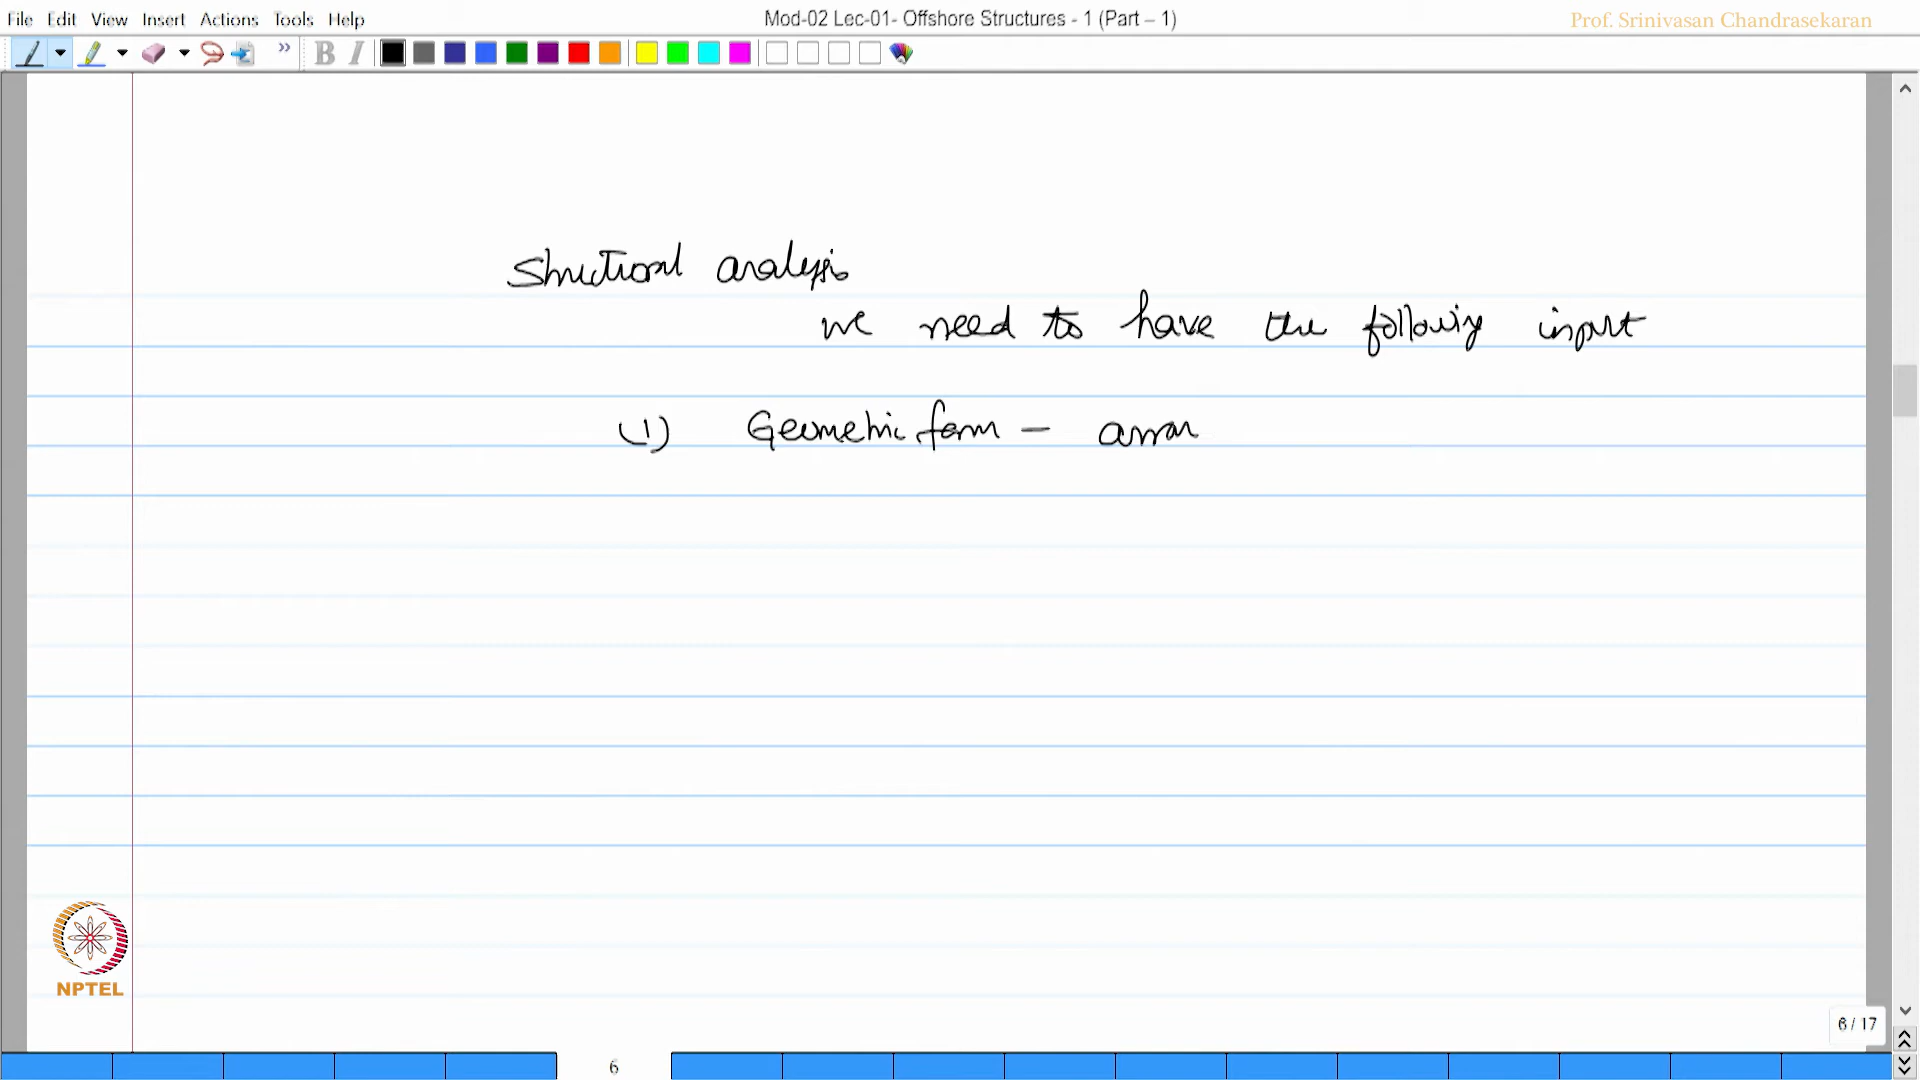 File Edit View Insert Actions Tools Help
Mod-02 Lec-01- Offshore Structures - 1 (Part – 1)
Prof. Srinivasan Chandrasekaran
B I
Structional analysis
we need to have the following input
(1) Geometric form - arran
NPTEL
6 / 17
6